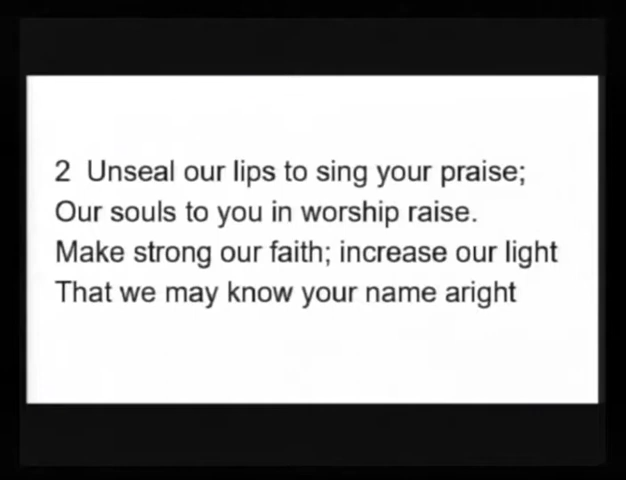 2 Unseal our lips to sing your praise;
Our souls to you in worship raise.
Make strong our faith; increase our light
That we may know your name aright